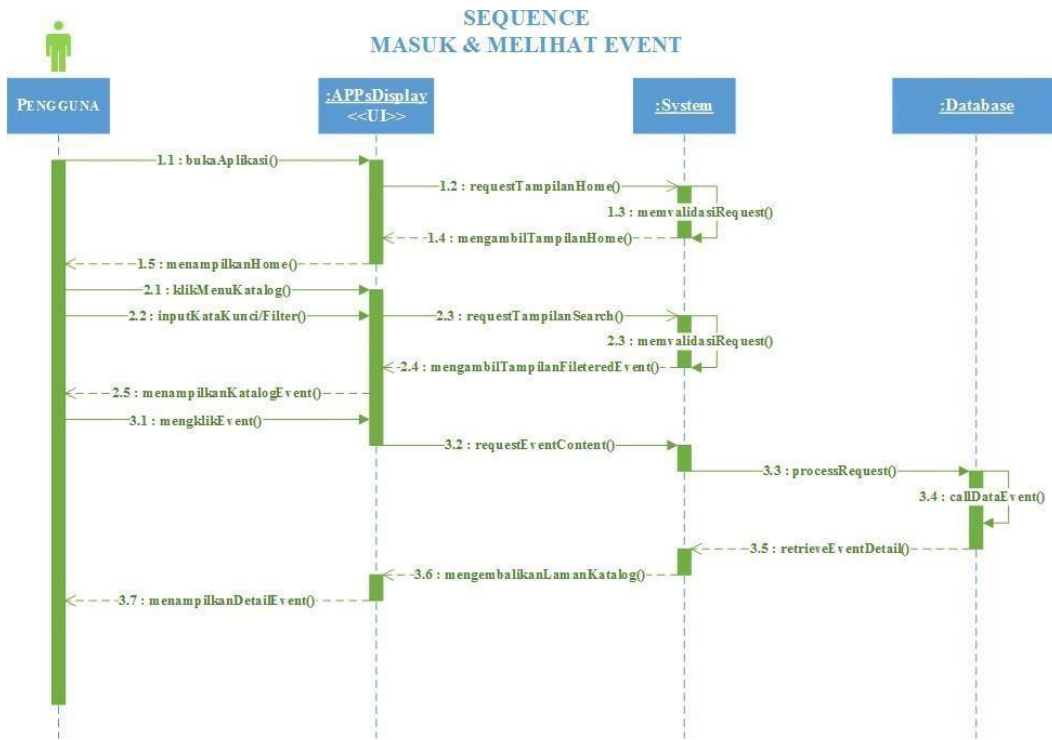 SEQUENCE
MASUK & MELIHAT EVENT
PENGGUNA
:APPsDisplay
<<UI>>
:System
:Database
1.1 : bukaAplikasi()
1.2 : requestTampilanHome()
1.3 : memvalidasiRequest()
1.4 : mengambilTampilanHome()
1.5 : menampilkanHome()
2.1 : klikMenuKatalog()
2.2 : inputKataKunci/Filter()
2.3 : requestTampilanSearch()
2.3 : memvalidasiRequest()
2.4 : mengambilTampilanFileteredEvent()
2.5 : menampilkanKatalogEvent()
3.1 : mengklikEvent()
3.2 : requestEventContent()
3.3 : processRequest()
3.4 : callDataEvent()
3.5 : retrieveEventDetail()
3.6 : mengembalikanLamanKatalog()
3.7 : menampilkanDetailEvent()